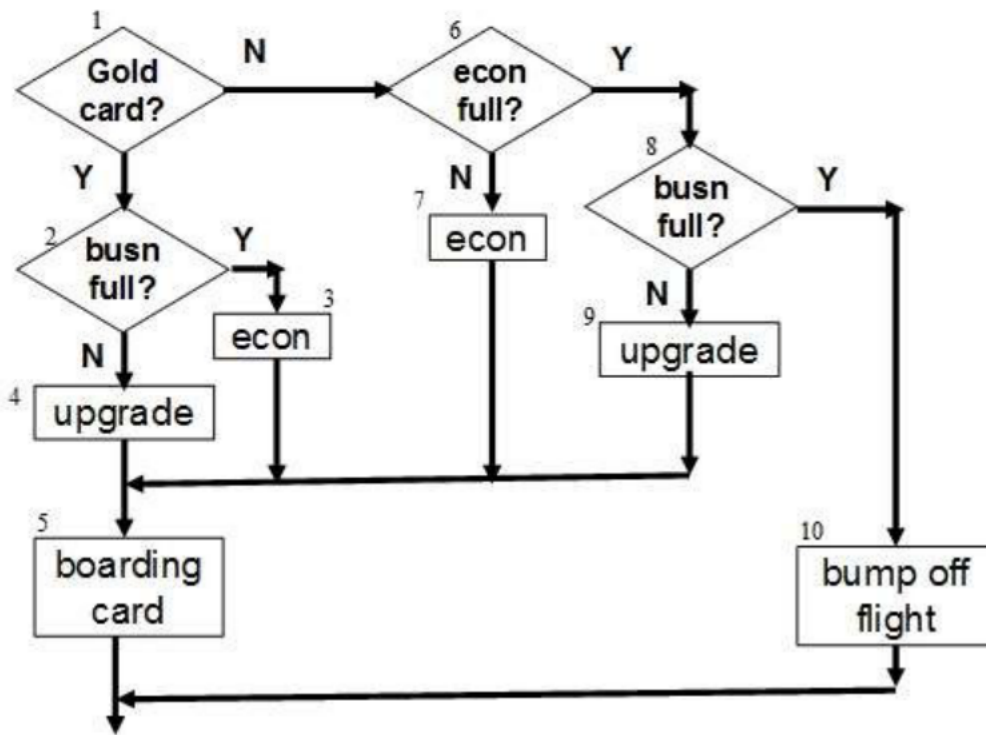 1
Gold
card?
N
6
econ
full?
Y
8
busn
full?
Y
Y
2
busn
full?
Y
3
econ
N
7
econ
N
9
upgrade
N
4
upgrade
5
boarding
card
10
bump off
flight